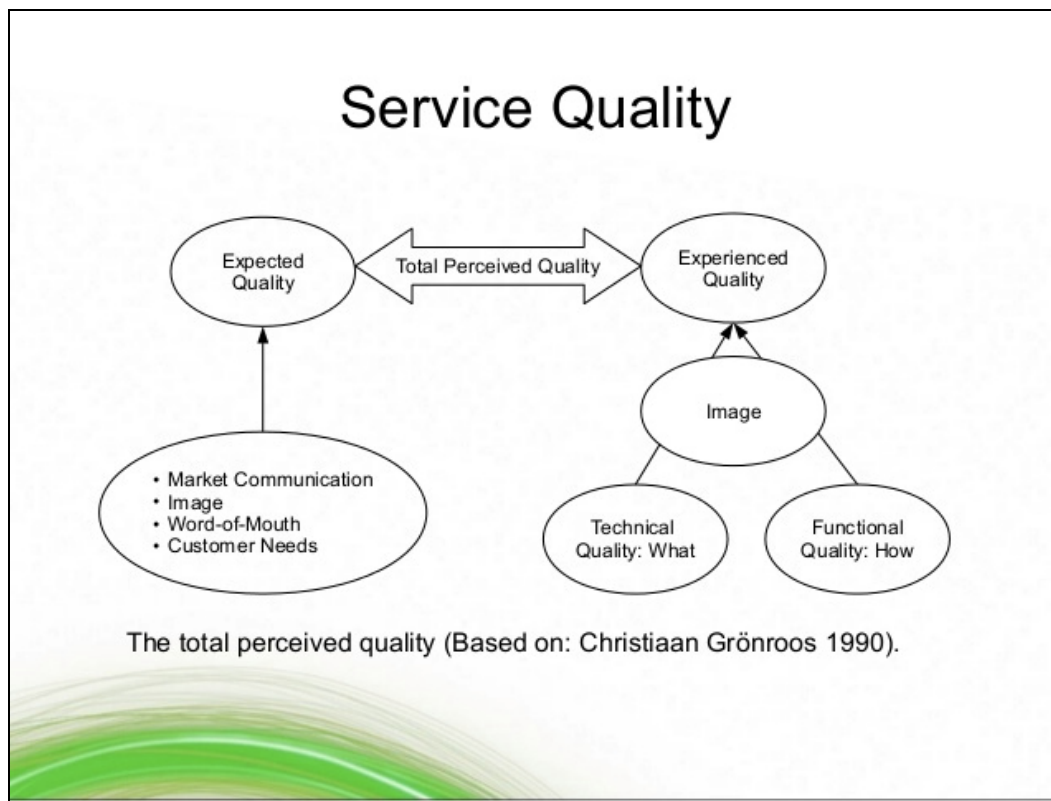 Service Quality
Expected
Quality
Total Perceived Quality
Experienced
Quality
Image
• Market Communication
• Image
• Word-of-Mouth
• Customer Needs
Technical
Quality: What
Functional
Quality: How
The total perceived quality (Based on: Christiaan Grönroos 1990).